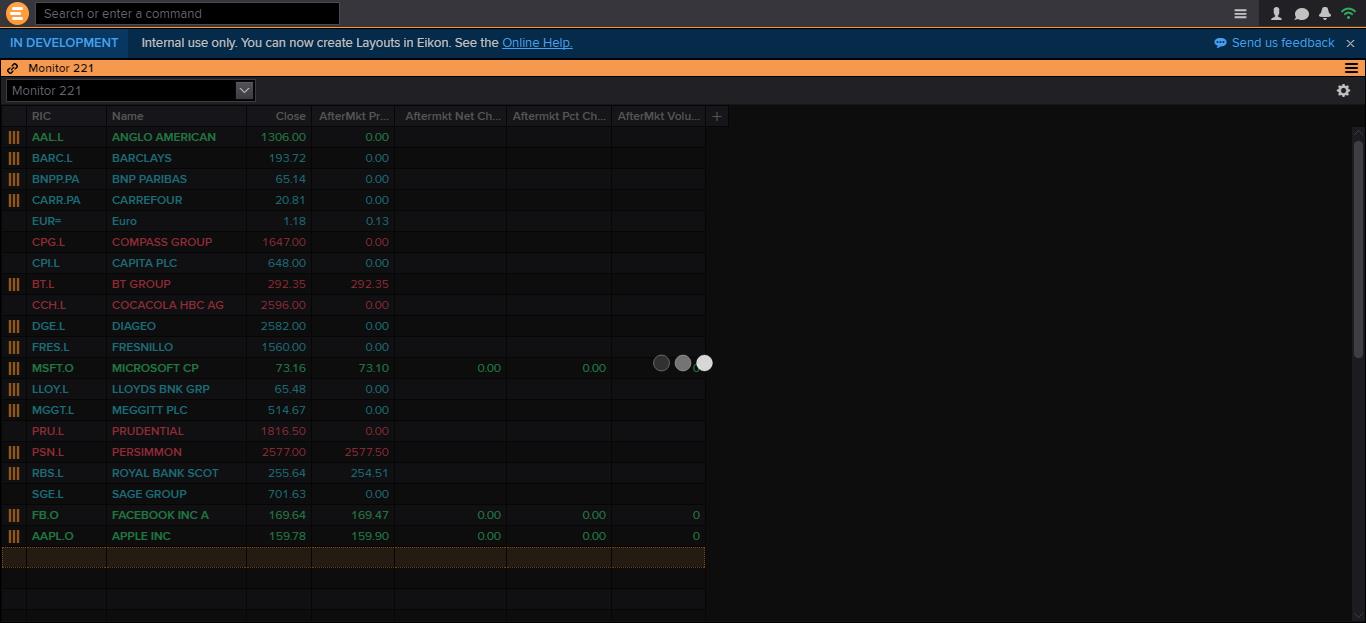 Search or enter a command
IN DEVELOPMENT Internal use only. You can now create Layouts in Eikon. See the Online Help. Send us feedback
Monitor 221
Monitor 221
RIC Name Close AfterMkt Pr... Aftermkt Net Ch... Aftermkt Pct Ch... AfterMkt Volu...
AAL.L ANGLO AMERICAN 1306.00 0.00
BARC.L BARCLAYS 193.72 0.00
BNPP.PA BNP PARIBAS 65.14 0.00
CARR.PA CARREFOUR 20.81 0.00
EUR= Euro 1.18 0.13
CPG.L COMPASS GROUP 1647.00 0.00
CPI.L CAPITA PLC 648.00 0.00
BT.L BT GROUP 292.35 292.35
CCH.L COCACOLA HBC AG 2596.00 0.00
DGE.L DIAGEO 2582.00 0.00
FRES.L FRESNILLO 1560.00 0.00
MSFT.O MICROSOFT CP 73.16 73.10 0.00 0.00 0
LLOY.L LLOYDS BNK GRP 65.48 0.00
MGGT.L MEGGITT PLC 514.67 0.00
PRU.L PRUDENTIAL 1816.50 0.00
PSN.L PERSIMMON 2577.00 2577.50
RBS.L ROYAL BANK SCOT 255.64 254.51
SGE.L SAGE GROUP 701.63 0.00
FB.O FACEBOOK INC A 169.64 169.47 0.00 0.00 0
AAPL.O APPLE INC 159.78 159.90 0.00 0.00 0